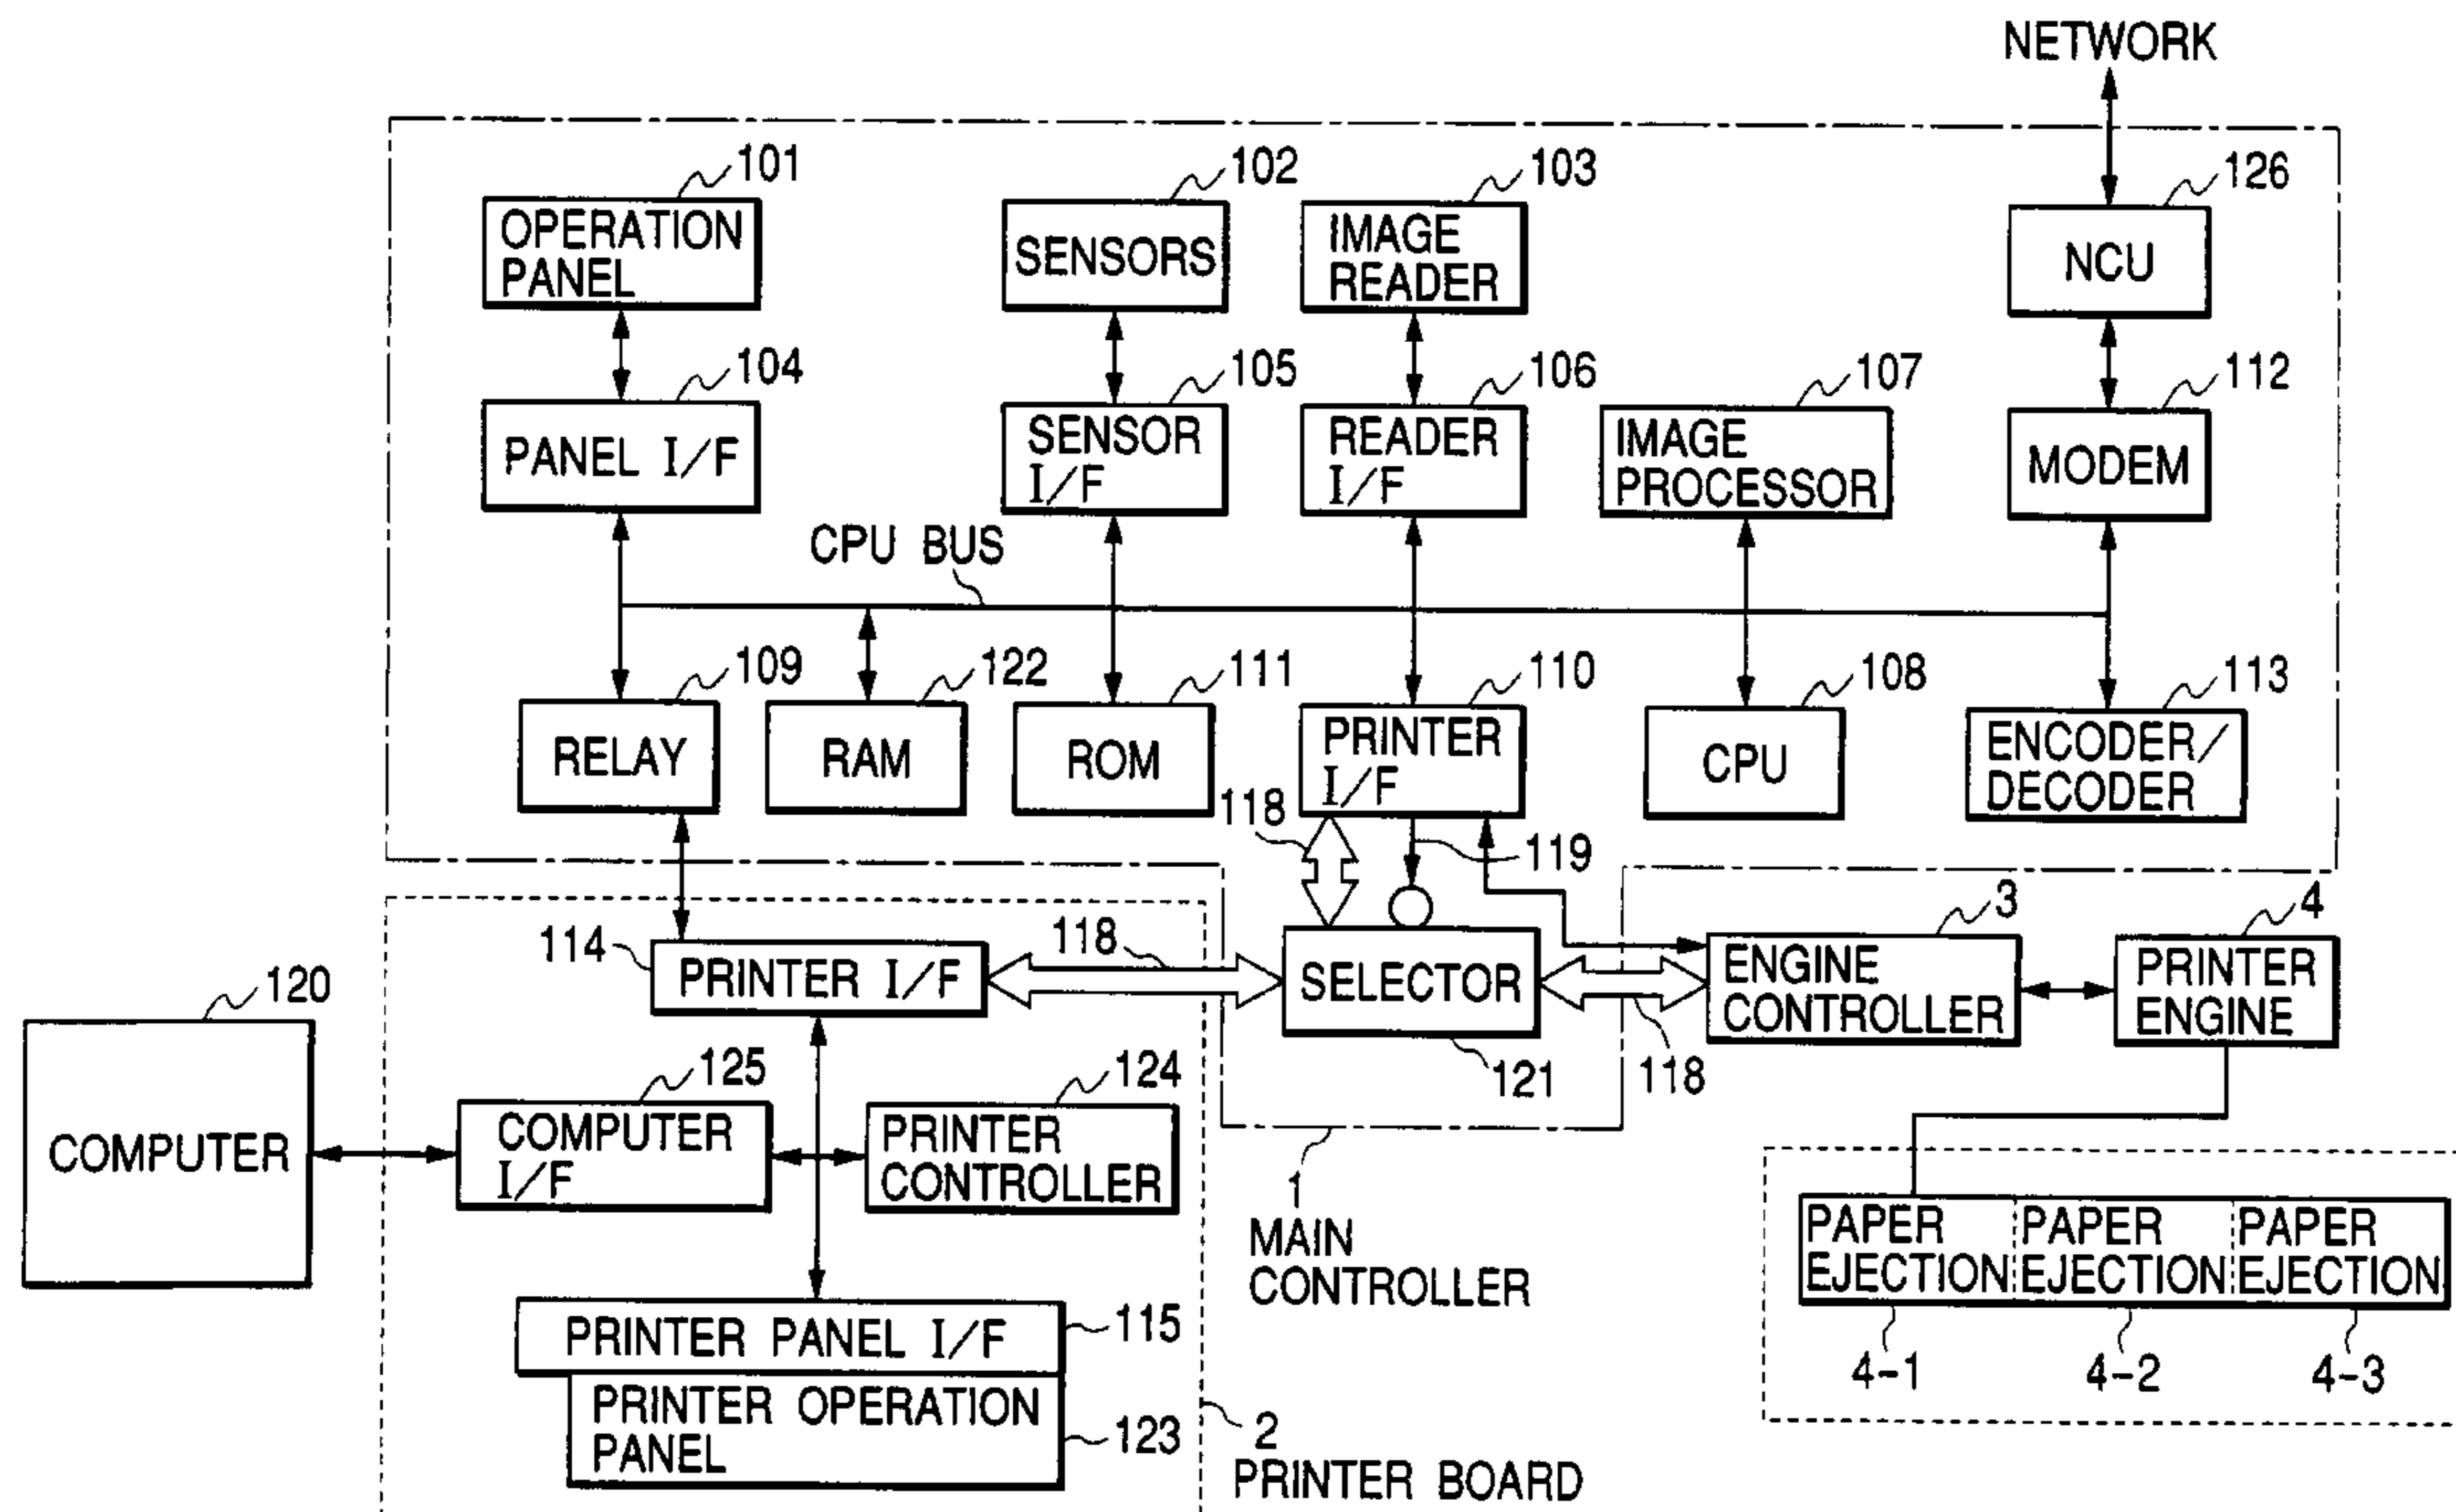 NETWORK
101
102
103
126
OPERATION
PANEL
SENSORS
IMAGE
READER
NCU
104
105
106
107
112
PANEL I/F
SENSOR
I/F
READER
I/F
IMAGE
PROCESSOR
MODEM
CPU BUS
109
122
111
110
108
113
RELAY
RAM
ROM
PRINTER
I/F
CPU
ENCODER/
DECODER
118
119
3
4
114
PRINTER I/F
118
SELECTOR
ENGINE
CONTROLLER
PRINTER
ENGINE
120
121
118
COMPUTER
125
COMPUTER
I/F
124
PRINTER
CONTROLLER
1
MAIN
CONTROLLER
PAPER
EJECTION
PAPER
EJECTION
PAPER
EJECTION
4-1
4-2
4-3
PRINTER PANEL I/F
115
PRINTER OPERATION
PANEL
123
2
PRINTER BOARD